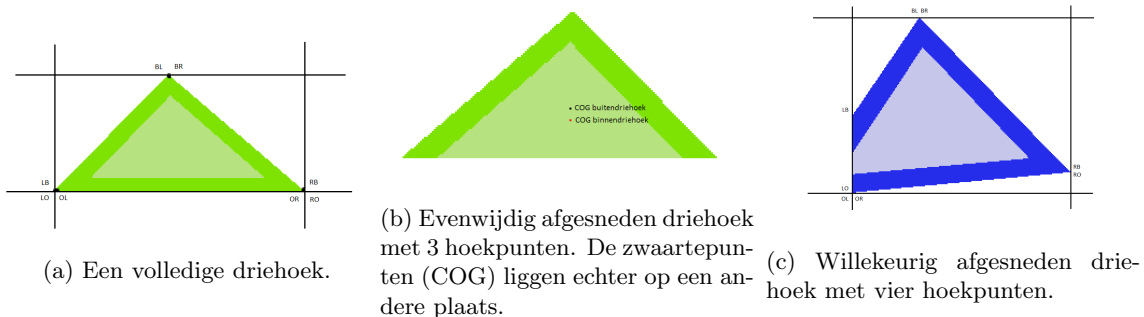 BL BR
LB
LO OL
RB
OR RO
(a) Een volledige driehoek.
COG buitendriehoek
COG binnendriehoek
(b) Evenwijdig afgesneden driehoek
met 3 hoekpunten. De zwaartepun-
ten (COG) liggen echter op een an-
dere plaats.
BL BR
LB
RB
RO
LO
OL OR
(c) Willekeurig afgesneden drie-
hoek met vier hoekpunten.